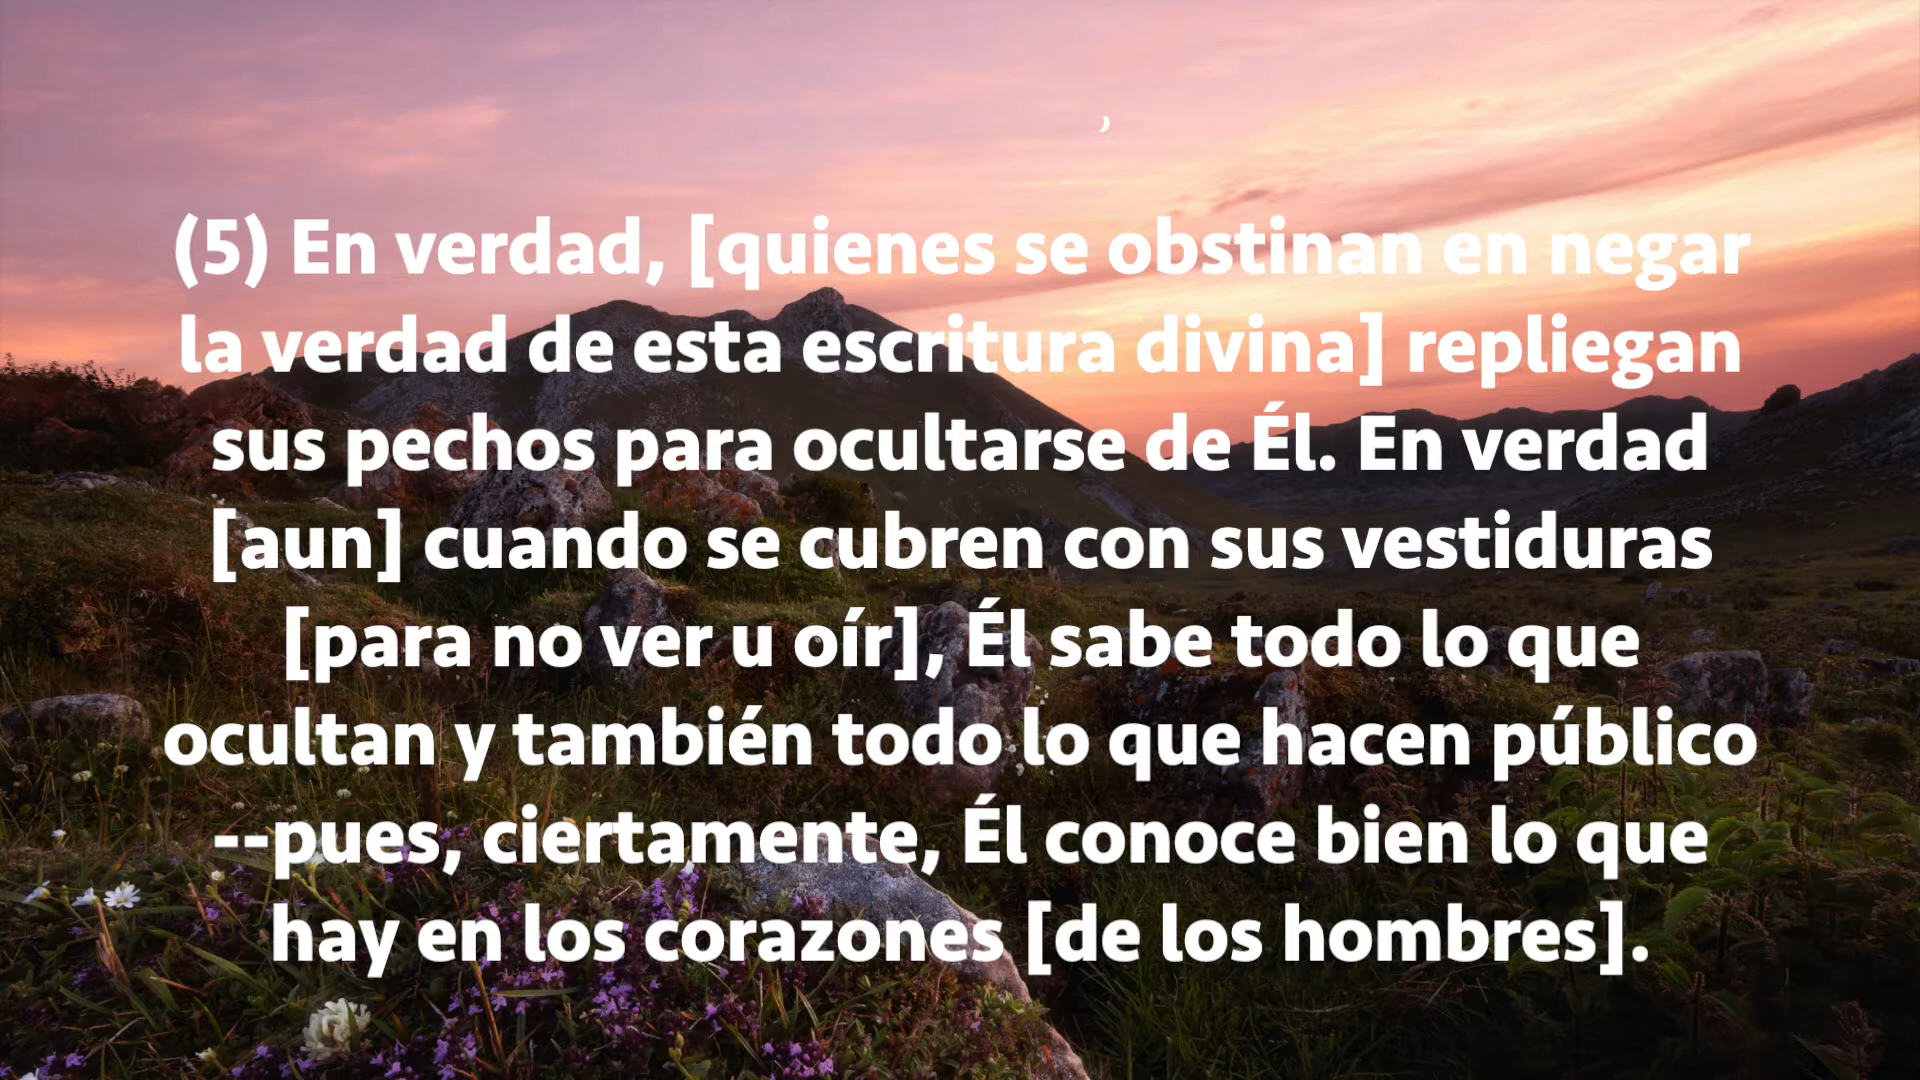 (5) En verdad, [quienes se obstinan en negar
la verdad de esta escritura divina] repliegan
sus pechos para ocultarse de Él. En verdad
[aun] cuando se cubren con sus vestiduras
[para no ver u oír], Él sabe todo lo que
ocultan y también todo lo que hacen público
--pues, ciertamente, Él conoce bien lo que
hay en los corazones [de los hombres].